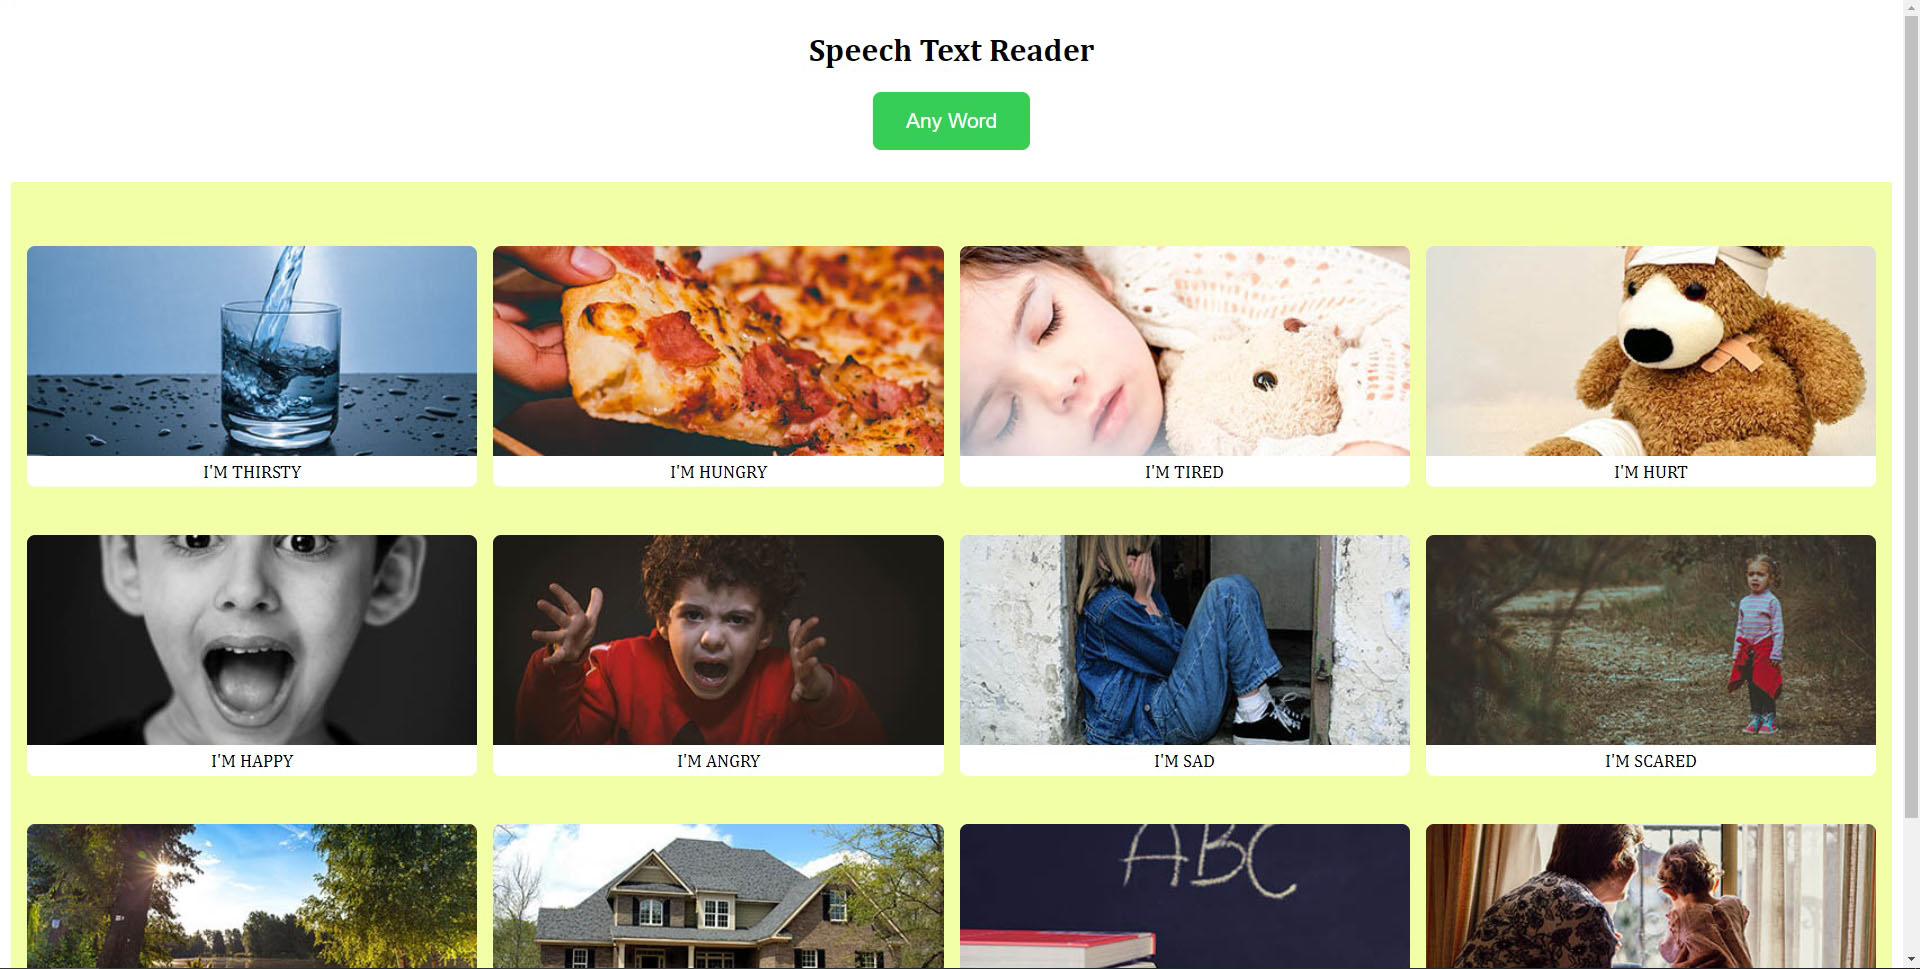 Speech Text Reader
Any Word
I'M THIRSTY
I'M HUNGRY
I'M TIRED
I'M HURT
I'M HAPPY
I'M ANGRY
I'M SAD
I'M SCARED
ABC